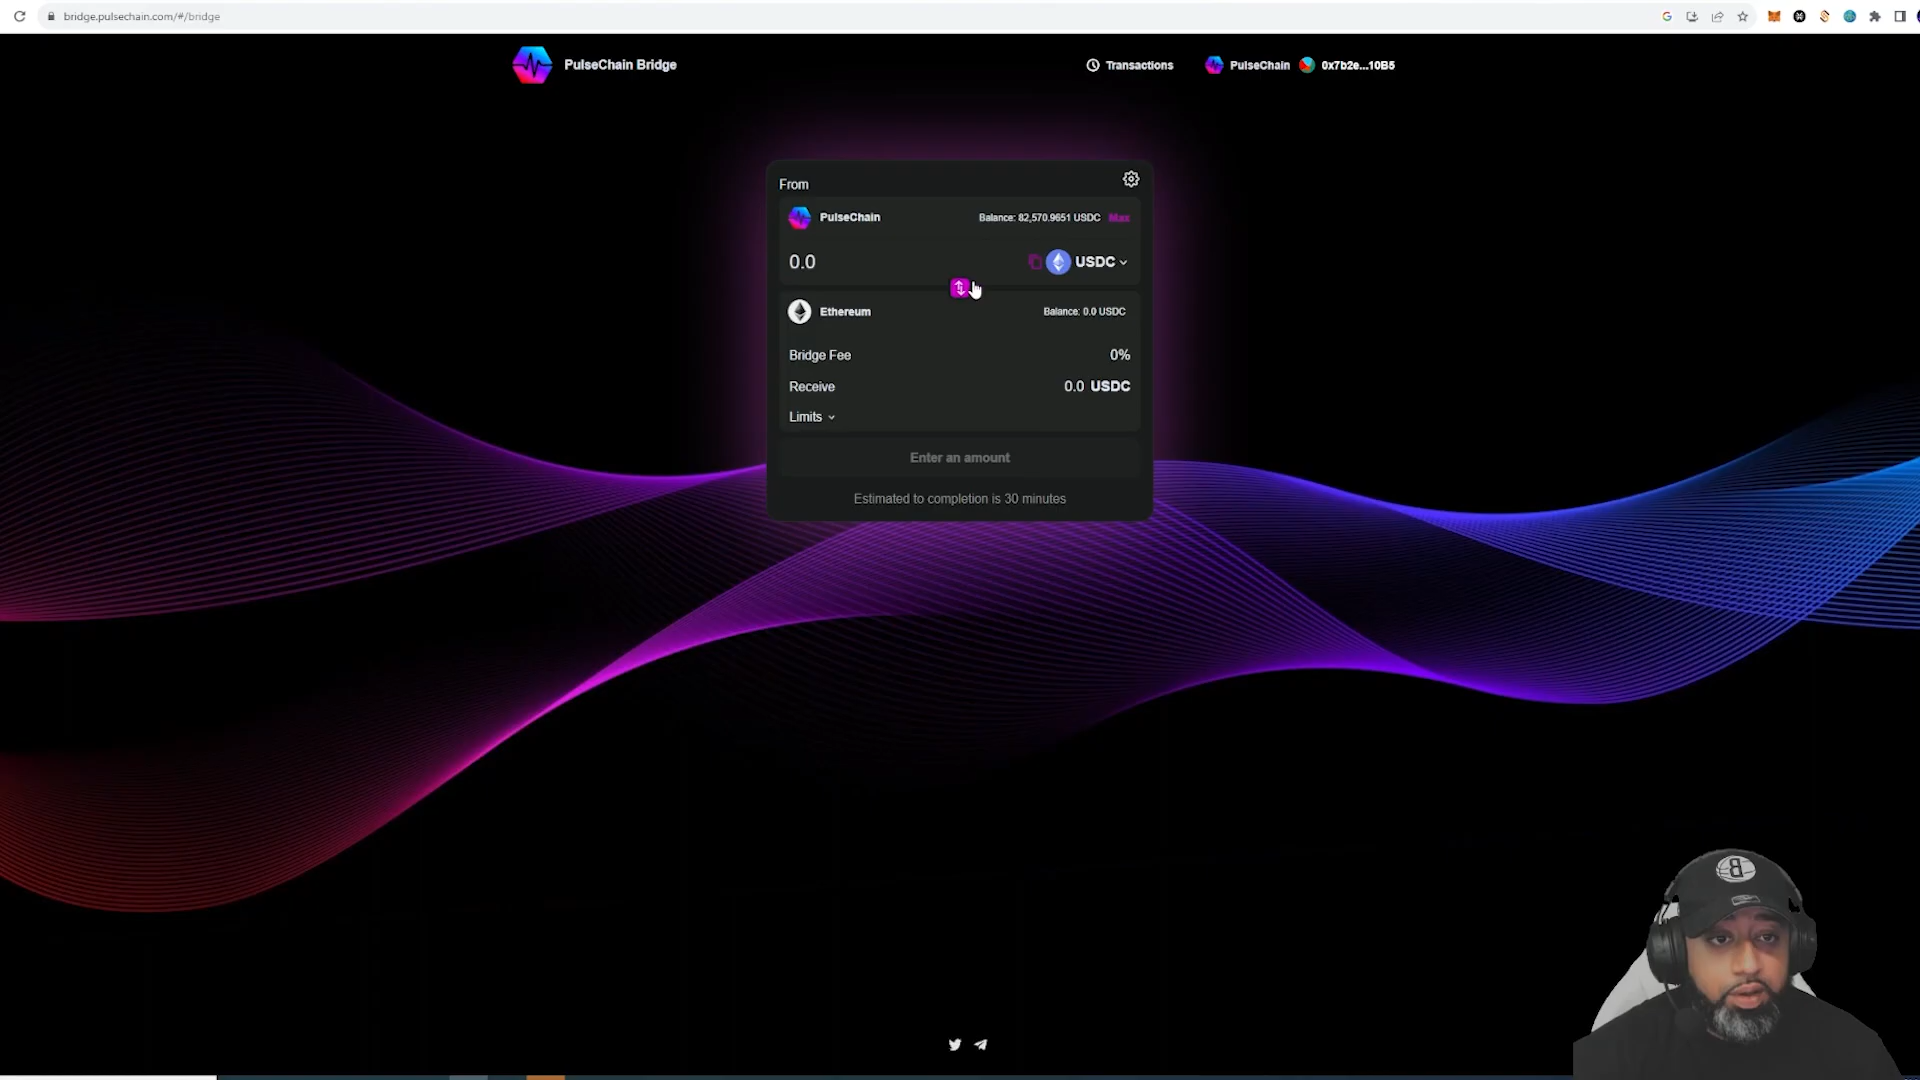 bridge.pulsechain.com/#/bridge
PulseChain Bridge
Transactions
PulseChain
0x7b2e...10B5
From
PulseChain
Balance: 82,570.9651 USDC Max
0.0
USDC
Ethereum
Balance: 0.0 USDC
Bridge Fee
0%
Receive
0.0 USDC
Limits
Enter an amount
Estimated to completion is 30 minutes
B